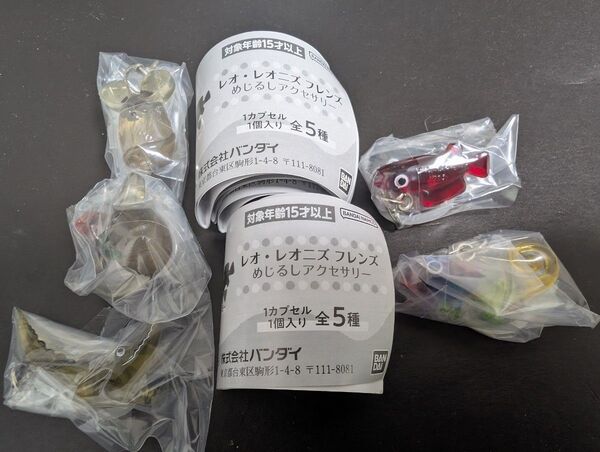 対象年齢15才以上
BANDAI
レオ・レオニズ フレンズ
めじるしアクセサリー
1カプセル
1個入り 全5種
株式会社バンダイ
東京都台東区駒形1-4-8 〒111-8081
BAN
DAI
対象年齢15才以上
BANDAI
レオ・レオニズ フレンズ
めじるしアクセサリー
1カプセル
1個入り 全5種
株式会社バンダイ
東京都台東区駒形1-4-8 〒111-8081
BAN
DAI